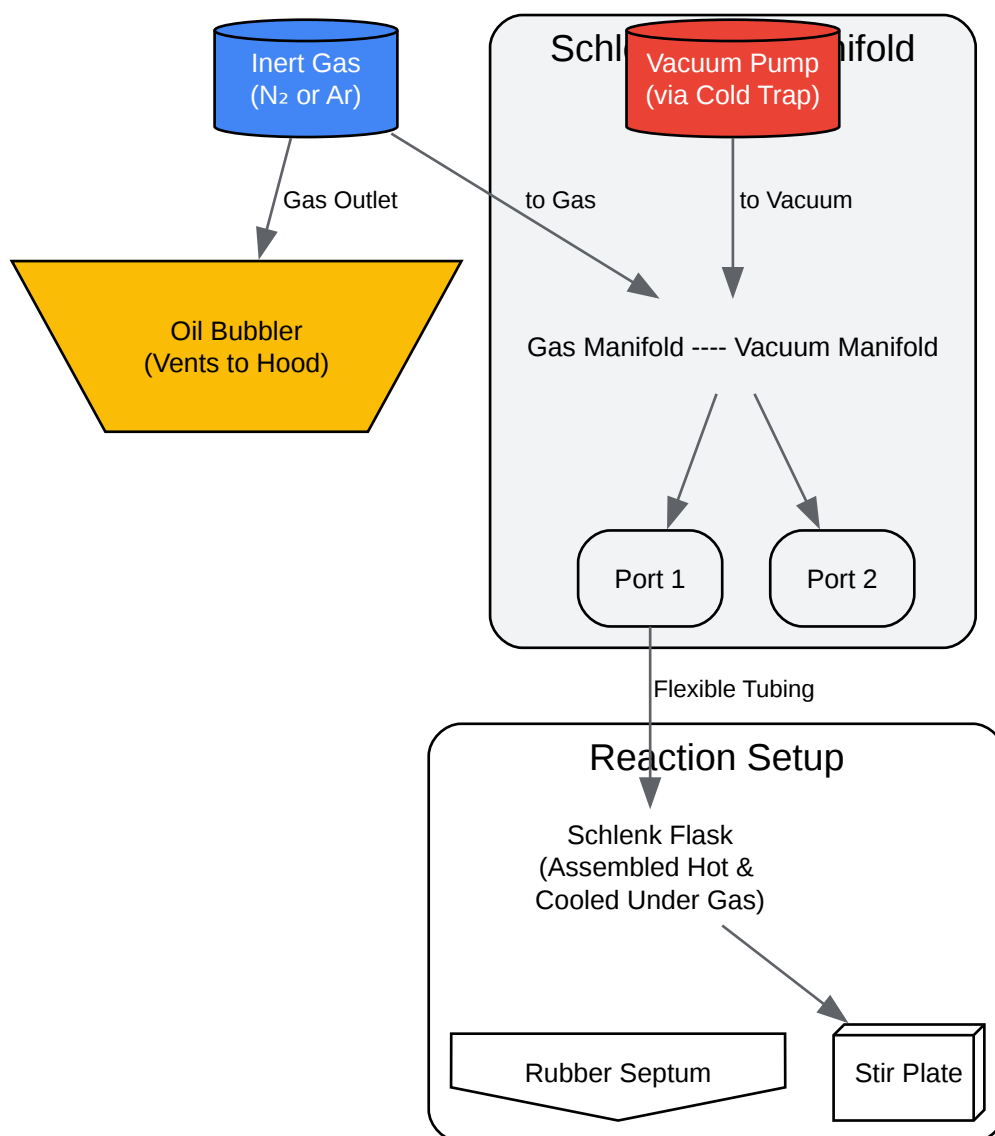 Inert Gas
(N₂ or Ar)
Vacuum Pump
(via Cold Trap)
Gas Outlet
to Gas
to Vacuum
Oil Bubbler
(Vents to Hood)
Gas Manifold ---- Vacuum Manifold
Port 1
Port 2
Flexible Tubing
Reaction Setup
Schlenk Flask
(Assembled Hot &
Cooled Under Gas)
Rubber Septum
Stir Plate